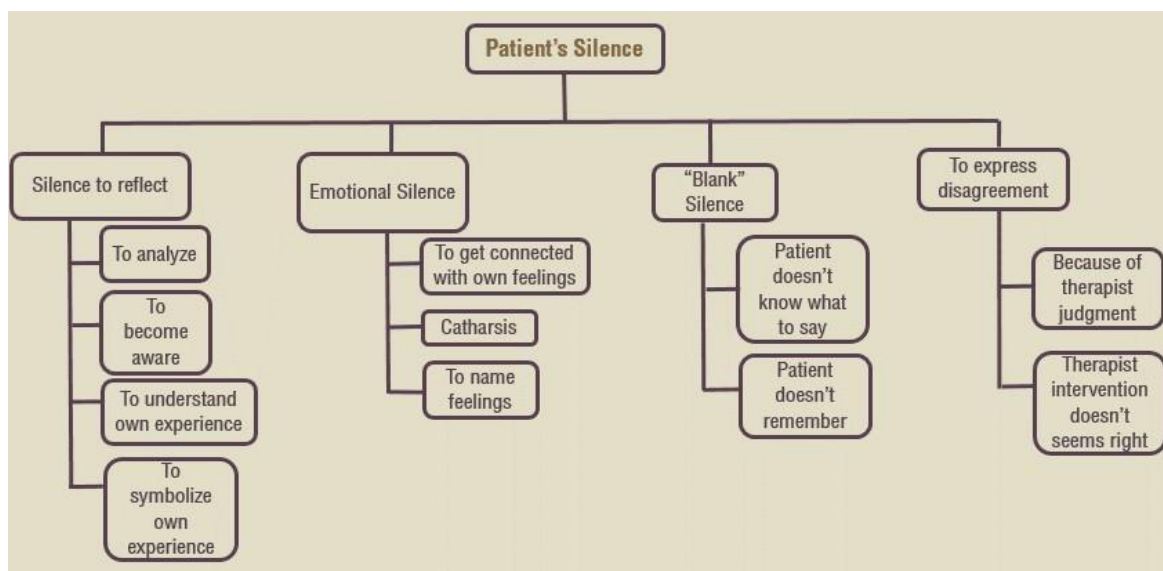 Patient's Silence
Silence to reflect
To analyze
To
become
aware
To understand
own experience
To
symbolize
own
experience
Emotional Silence
To get connected
with own feelings
Catharsis
To name
feelings
“Blank”
Silence
Patient
doesn't
know what
to say
Patient
doesn't
remember
To express
disagreement
Because of
therapist
judgment
Therapist
intervention
doesn't
seems right